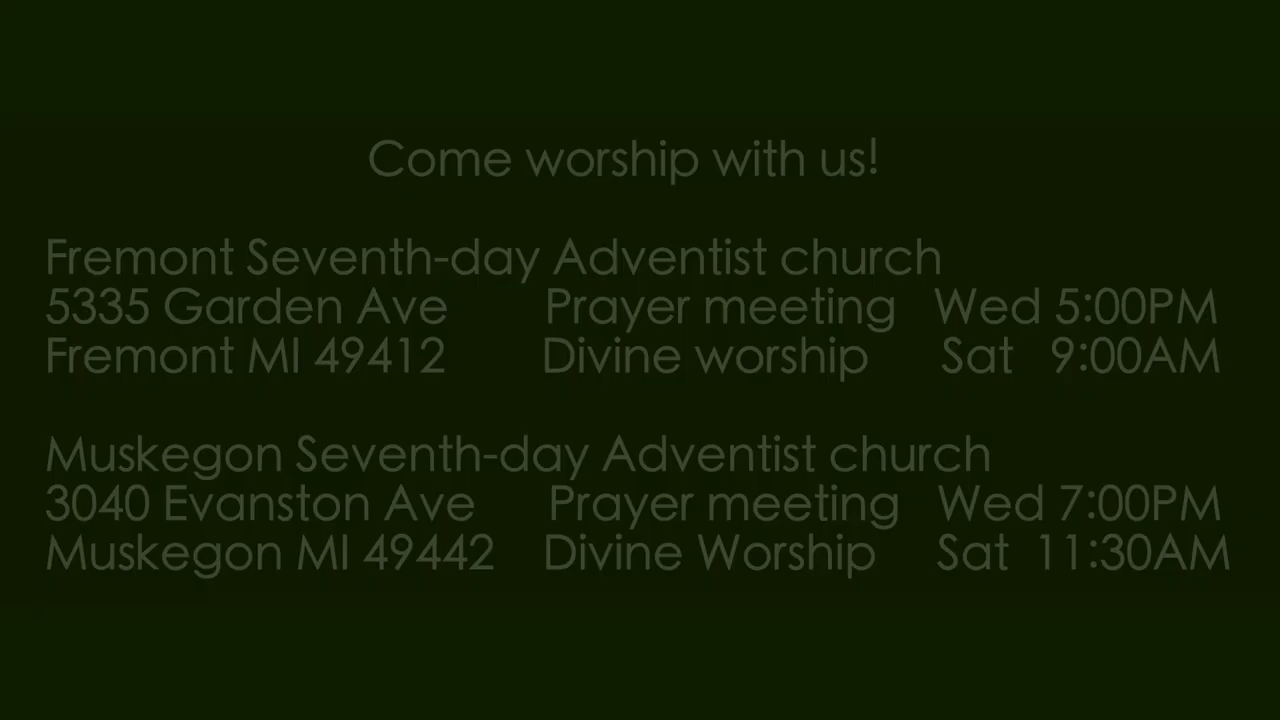 Come worship with us!
Fremont Seventh-day Adventist church
5335 Garden Ave Prayer meeting Wed 5:00PM
Fremont MI 49412 Divine worship Sat 9:00AM
Muskegon Seventh-day Adventist church
3040 Evanston Ave Prayer meeting Wed 7:00PM
Muskegon MI 49442 Divine Worship Sat 11:30AM